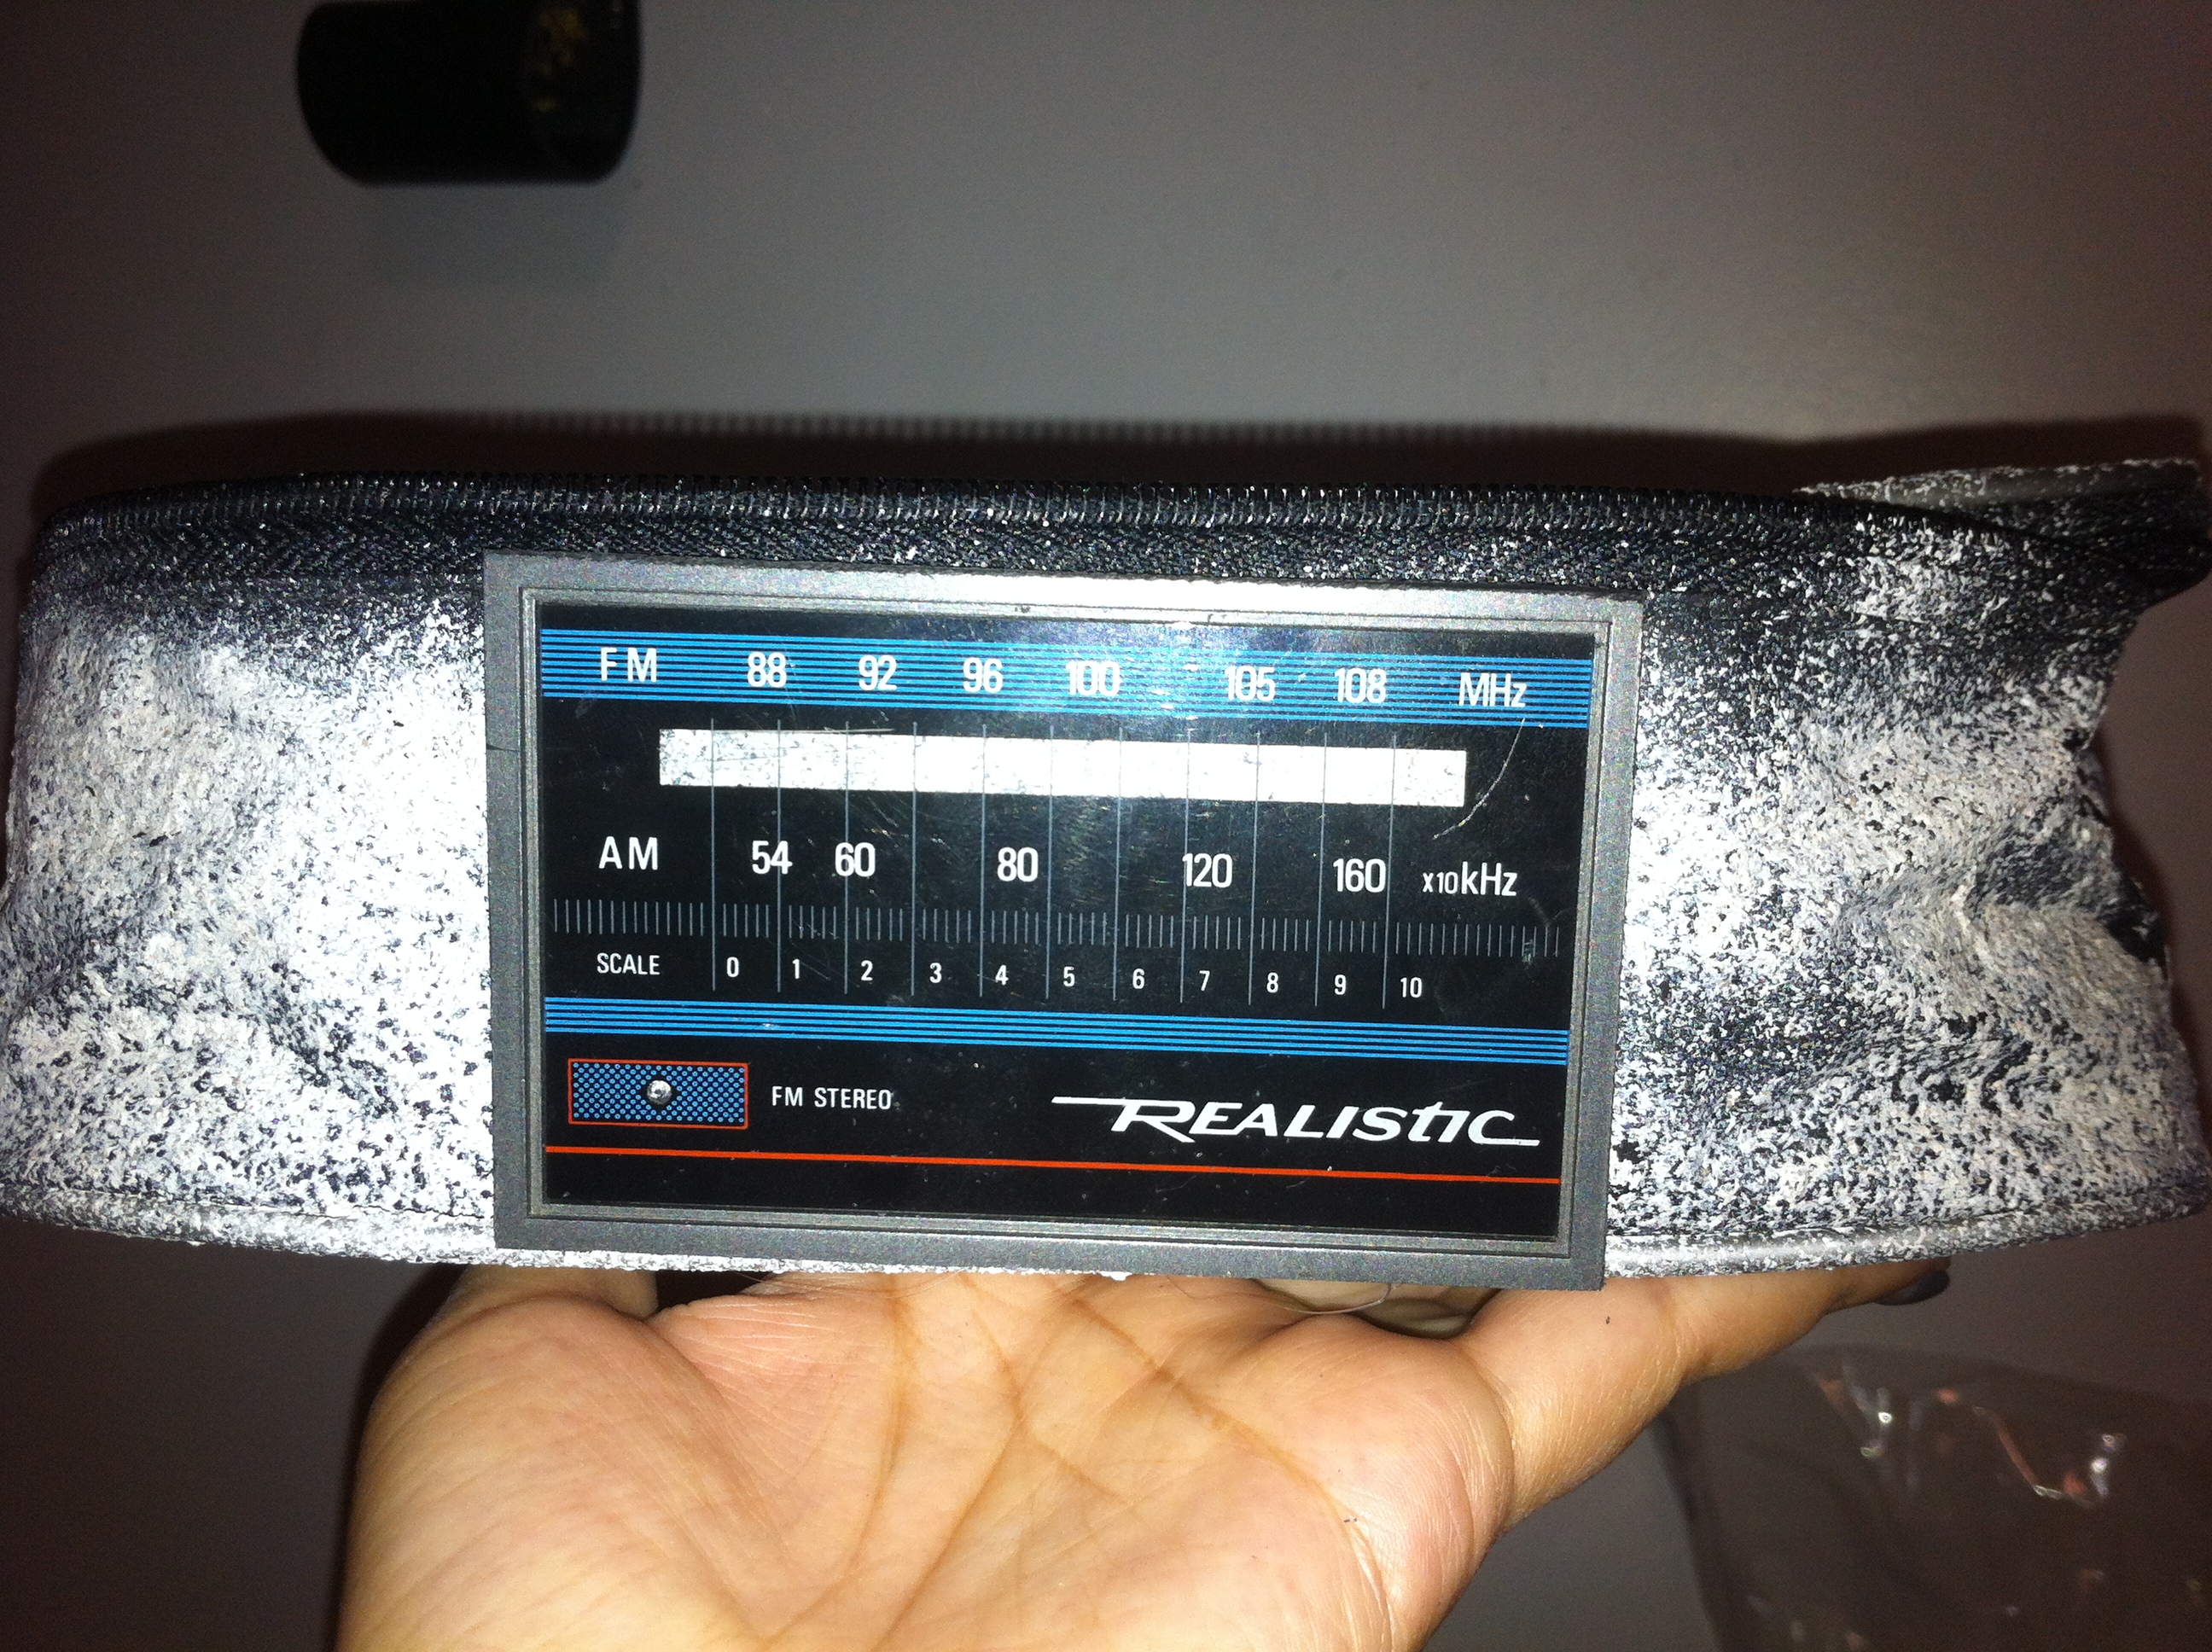 FM 88 92 96 100 105 108 MHz
AM 54 60 80 120 160 x10kHz
SCALE 0 1 2 3 4 5 6 7 8 9 10
FM STEREO
REALISTIC